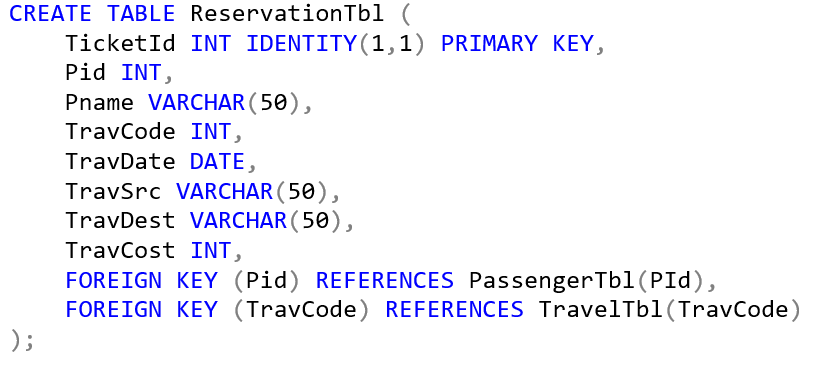 CREATE TABLE ReservationTbl (
    TicketId INT IDENTITY(1,1) PRIMARY KEY,
    Pid INT,
    Pname VARCHAR(50),
    TravCode INT,
    TravDate DATE,
    TravSrc VARCHAR(50),
    TravDest VARCHAR(50),
    TravCost INT,
    FOREIGN KEY (Pid) REFERENCES PassengerTbl(PId),
    FOREIGN KEY (TravCode) REFERENCES TravelTbl(TravCode)
);